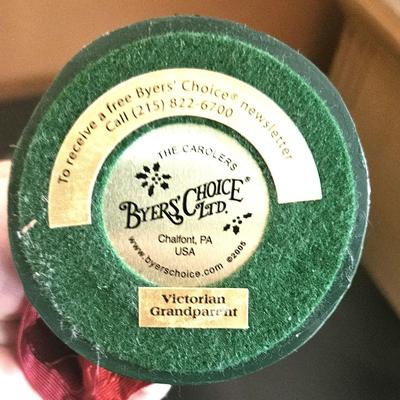 To receive a free Byers' Choice® newsletter
Call (215) 822-6700
THE CAROLERS®
BYERS' CHOICE®
LTD.
Chalfont, PA
USA
www.byerschoice.com ©2005
Victorian
Grandparent